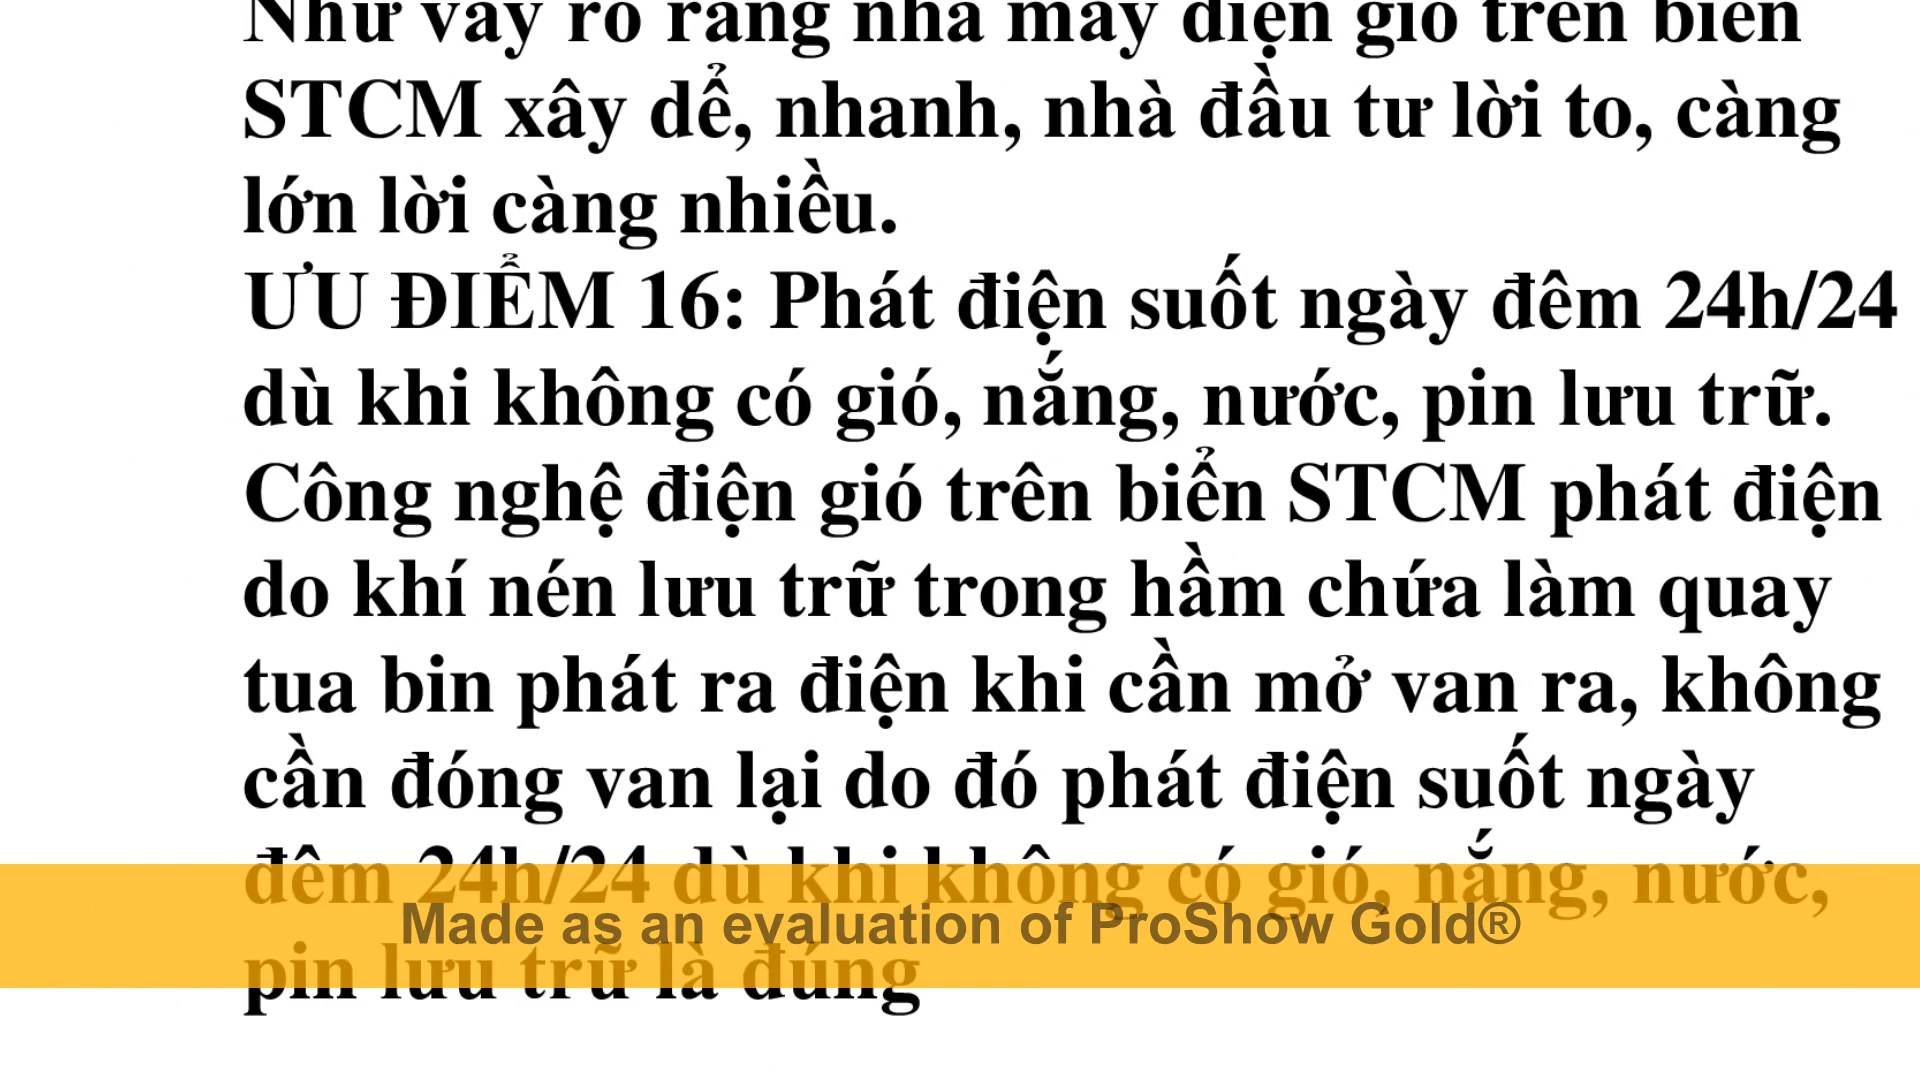 Như vậy rõ ràng nhà máy điện gió trên biển
STCM xây dể, nhanh, nhà đầu tư lời to, càng
lớn lời càng nhiều.
ƯU ĐIỂM 16: Phát điện suốt ngày đêm 24h/24
dù khi không có gió, nắng, nước, pin lưu trữ.
Công nghệ điện gió trên biển STCM phát điện
do khí nén lưu trữ trong hầm chứa làm quay
tua bin phát ra điện khi cần mở van ra, không
cần đóng van lại do đó phát điện suốt ngày
đêm 24h/24 dù khi không có gió, nắng, nước,
Made as an evaluation of ProShow Gold®
pin lưu trữ là đúng